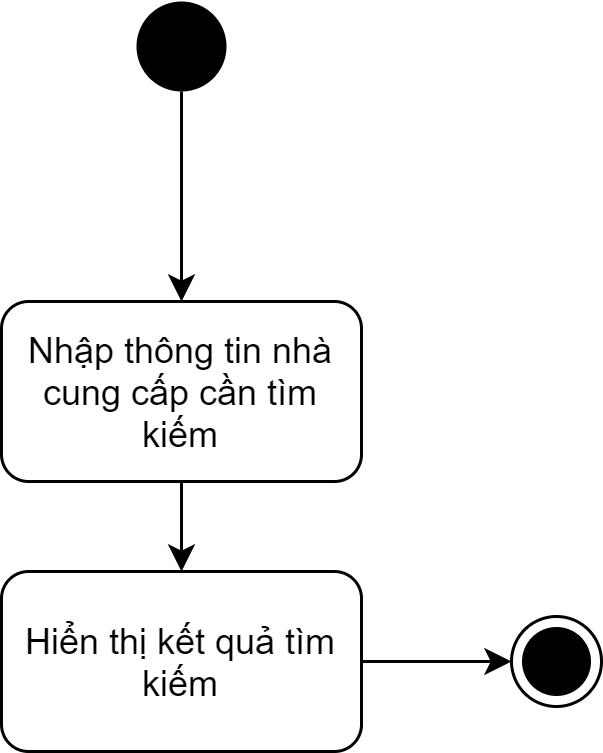 Nhập thông tin nhà
cung cấp cần tìm
kiếm
Hiển thị kết quả tìm
kiếm